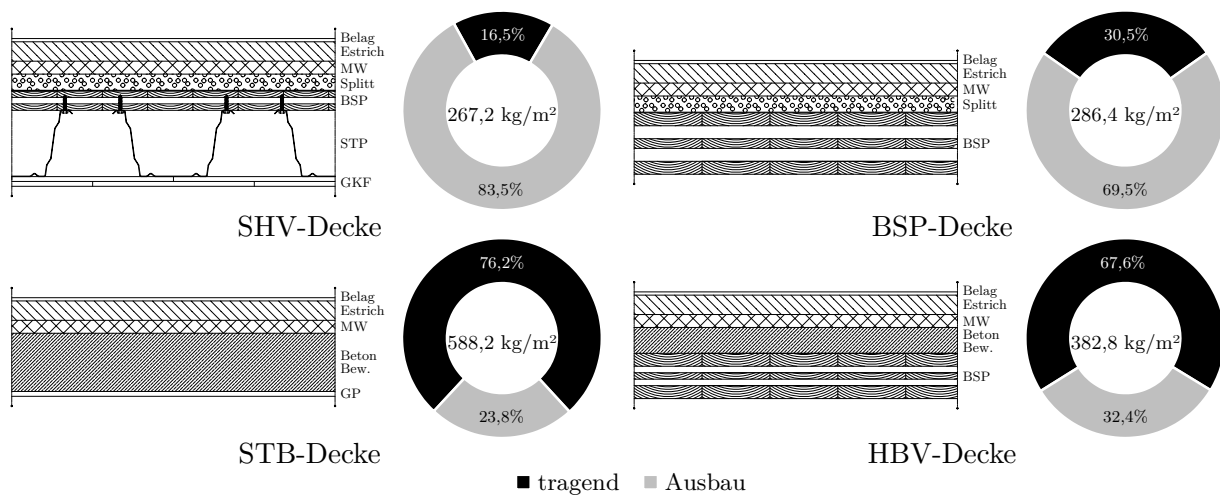 Belag
Estrich
MW
Splitt
BSP
STP
GKF
16,5%
267,2 kg/m²
83,5%
SHV-Decke
Belag
Estrich
MW
Splitt
BSP
30,5%
286,4 kg/m²
69,5%
BSP-Decke
Belag
Estrich
MW
Beton
Bew.
GP
76,2%
588,2 kg/m²
23,8%
STB-Decke
Belag
Estrich
MW
Beton
Bew.
BSP
67,6%
382,8 kg/m²
32,4%
HBV-Decke
tragend Ausbau